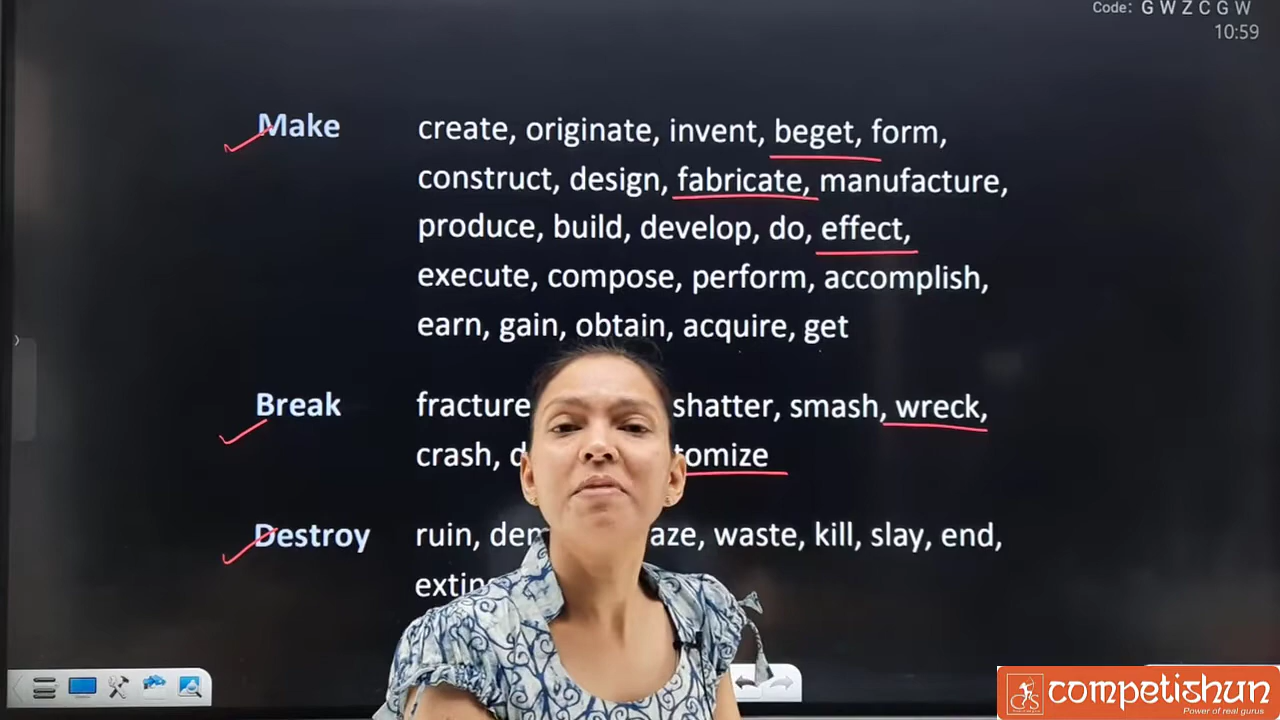 Code: G W Z C G W
10:59
Make create, originate, invent, beget, form,
construct, design, fabricate, manufacture,
produce, build, develop, do, effect,
execute, compose, perform, accomplish,
earn, gain, obtain, acquire, get
Break fracture shatter, smash, wreck,
crash,
Destroy ruin, waste, kill, slay, end,
competishun
Power of real gurus